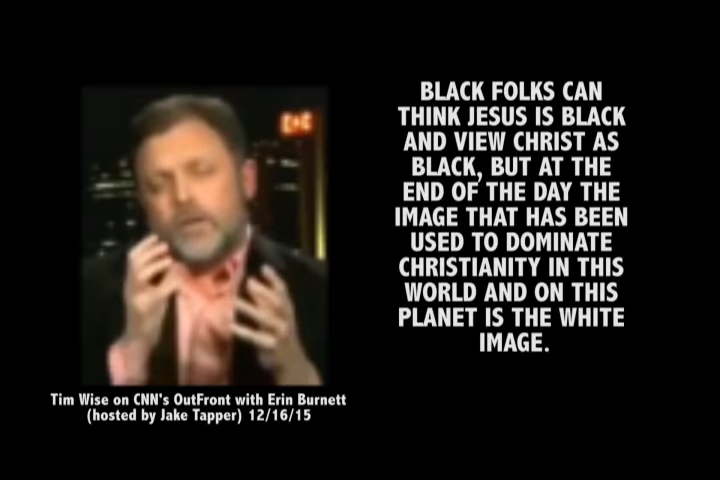 BLACK FOLKS CAN
THINK JESUS IS BLACK
AND VIEW CHRIST AS
BLACK, BUT AT THE
END OF THE DAY THE
IMAGE THAT HAS BEEN
USED TO DOMINATE
CHRISTIANITY IN THIS
WORLD AND ON THIS
PLANET IS THE WHITE
IMAGE.
Tim Wise on CNN's OutFront with Erin Burnett
(hosted by Jake Tapper) 12/16/15